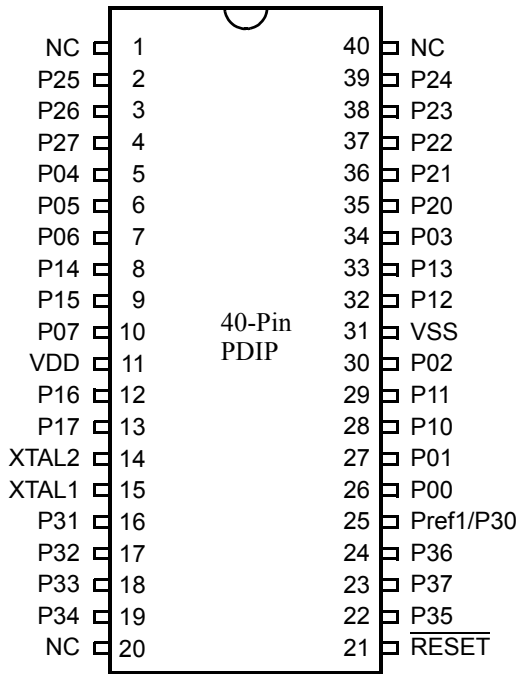 NC 1 40 NC
P25 2 39 P24
P26 3 38 P23
P27 4 37 P22
P04 5 36 P21
P05 6 35 P20
P06 7 34 P03
P14 8 33 P13
P15 9 32 P12
P07 10 40-Pin 31 VSS
VDD 11 PDIP 30 P02
P16 12 29 P11
P17 13 28 P10
XTAL2 14 27 P01
XTAL1 15 26 P00
P31 16 25 Pref1/P30
P32 17 24 P36
P33 18 23 P37
P34 19 22 P35
NC 20 21 RESET